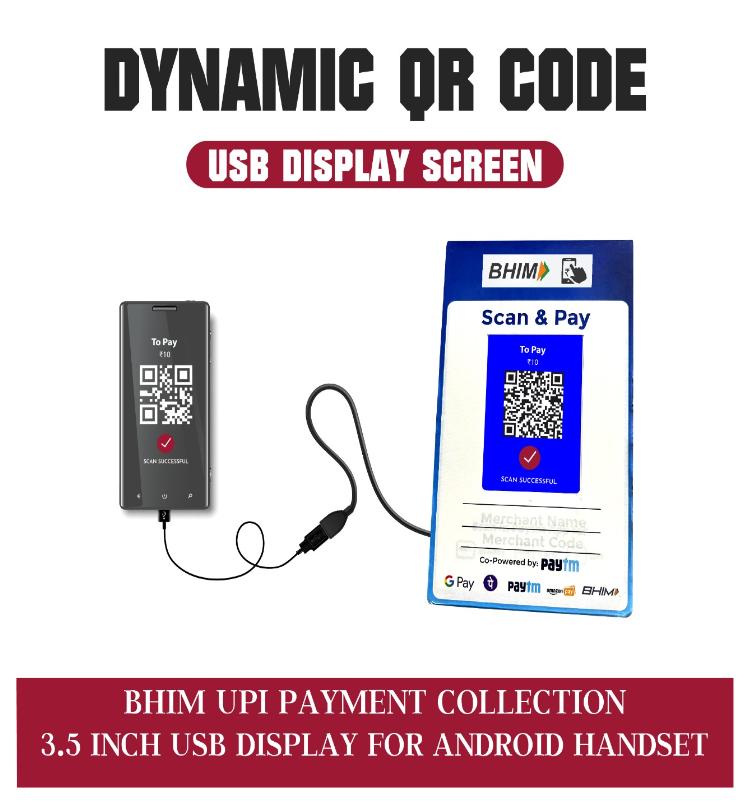 DYNAMIC QR CODE
USB DISPLAY SCREEN
BHIM
Scan & Pay
To Pay
₹10
SCAN SUCCESSFUL
To Pay
₹10
SCAN SUCCESSFUL
Merchant Name
Merchant Code
Co-Powered by: paytm
G Pay paytm amazon pay BHIM
BHIM UPI PAYMENT COLLECTION
3.5 INCH USB DISPLAY FOR ANDROID HANDSET